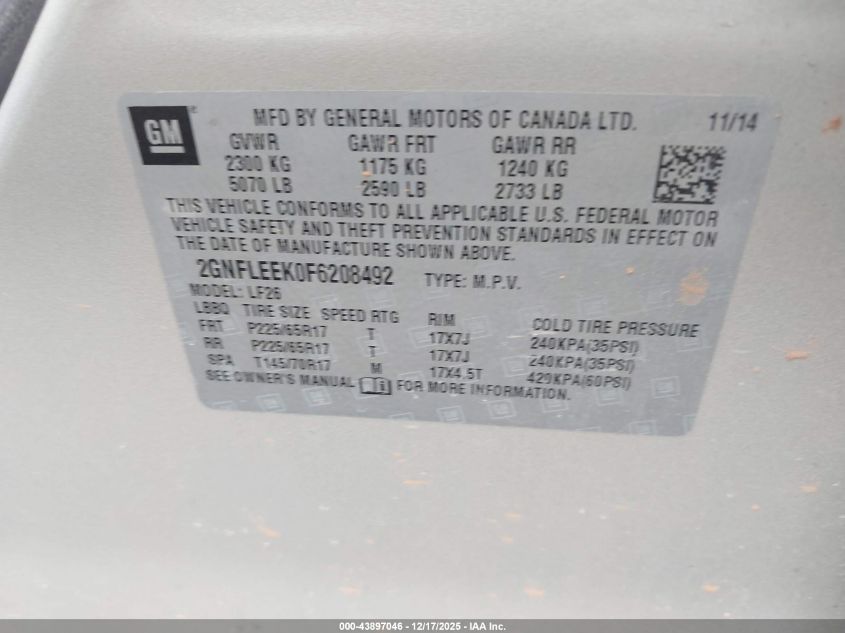 GM
MFD BY GENERAL MOTORS OF CANADA LTD. 11/14
GVWR GAWR FRT GAWR RR
2300 KG 1175 KG 1240 KG
5070 LB 2590 LB 2733 LB
THIS VEHICLE CONFORMS TO ALL APPLICABLE U.S. FEDERAL MOTOR
VEHICLE SAFETY AND THEFT PREVENTION STANDARDS IN EFFECT ON
THE DATE OF MANUFACTURE SHOWN ABOVE.
2GNFLEEK0F6208492 TYPE: M.P.V.
MODEL: LF26
LBBQ TIRE SIZE SPEED RTG RIM COLD TIRE PRESSURE
FRT P225/65R17 T 17X7J 240KPA(35PSI)
RR P225/65R17 T 17X7J 240KPA(35PSI)
SPA T145/70R17 M 17X4.5T 420KPA(60PSI)
SEE OWNER'S MANUAL FOR MORE INFORMATION.
000-43897046 - 12/17/2025 - IAA Inc.